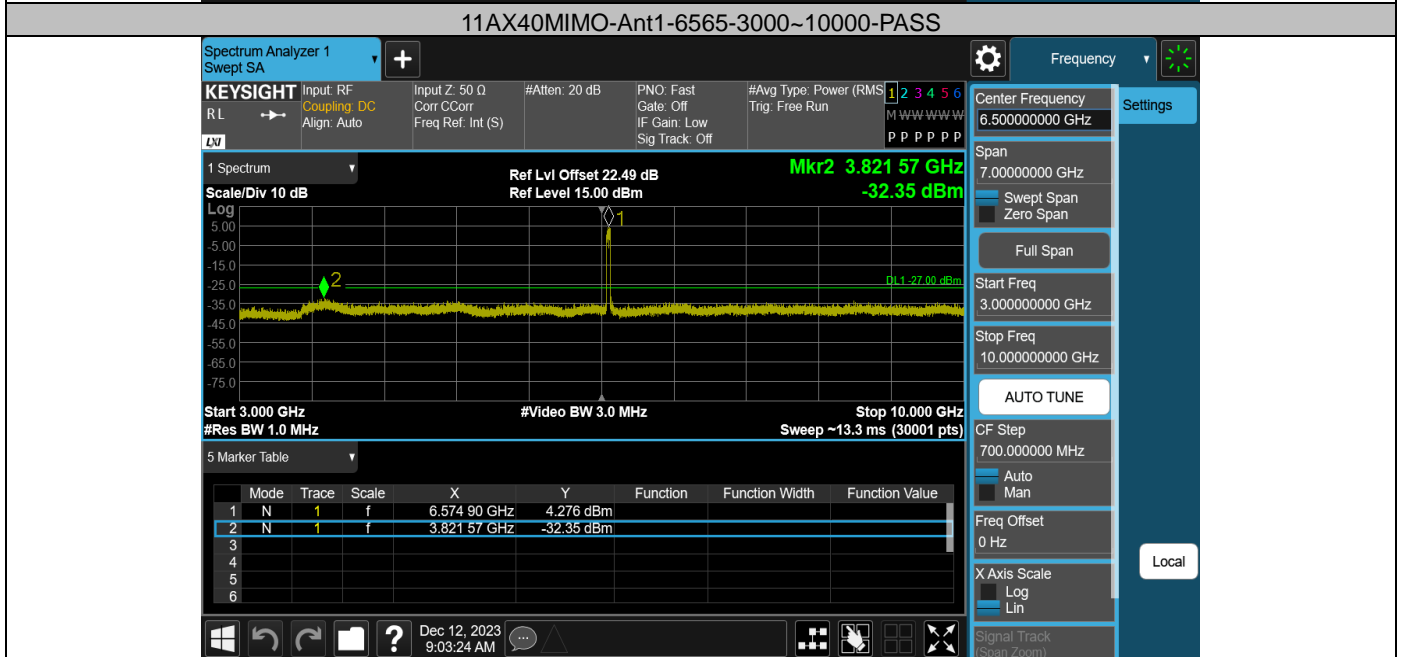 11AX40MIMO-Ant1-6565-3000~10000-PASS
Spectrum Analyzer 1
Swept SA
Frequency
KEYSIGHT
RL
LXI
Input: RF
Coupling: DC
Align: Auto
Input Z: 50 Ω
Corr CCorr
Freq Ref: Int (S)
#Atten: 20 dB
PNO: Fast
Gate: Off
IF Gain: Low
Sig Track: Off
#Avg Type: Power (RMS
Trig: Free Run
1 2 3 4 5 6
M W W W W W
P P P P P P
1 Spectrum
Scale/Div 10 dB
Ref Lvl Offset 22.49 dB
Ref Level 15.00 dBm
Mkr2 3.821 57 GHz
-32.35 dBm
Log
5.00
-5.00
-15.0
-25.0
-35.0
-45.0
-55.0
-65.0
-75.0
1
2
DL1 -27.00 dBm
Start 3.000 GHz
#Video BW 3.0 MHz
Stop 10.000 GHz
#Res BW 1.0 MHz
Sweep ~13.3 ms (30001 pts)
5 Marker Table
Mode Trace Scale X Y Function Function Width Function Value
1 N 1 f 6.574 90 GHz 4.276 dBm
2 N 1 f 3.821 57 GHz -32.35 dBm
3
4
5
6
Center Frequency
6.500000000 GHz
Settings
Span
7.00000000 GHz
Swept Span
Zero Span
Full Span
Start Freq
3.000000000 GHz
Stop Freq
10.000000000 GHz
AUTO TUNE
CF Step
700.000000 MHz
Auto
Man
Freq Offset
0 Hz
X Axis Scale
Log
Lin
Signal Track
(Span Zoom)
Local
?
Dec 12, 2023
9:03:24 AM